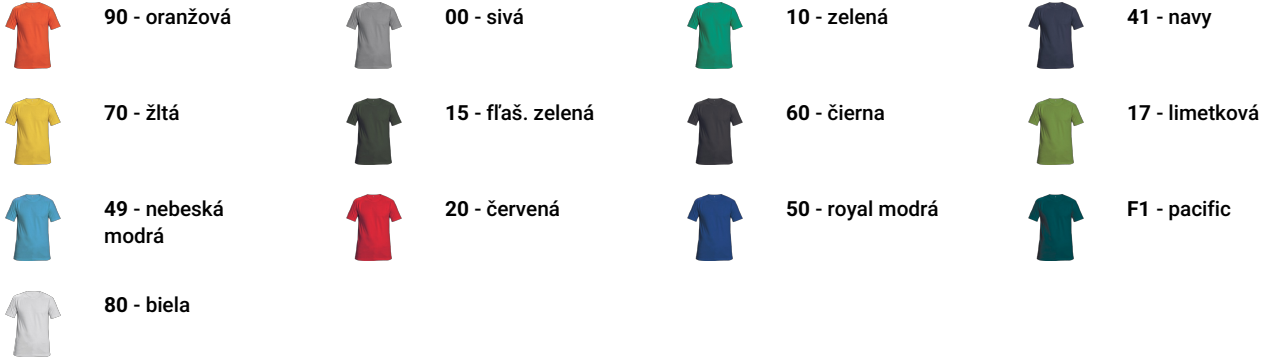 90 - oranžová
00 - sivá
10 - zelená
41 - navy
70 - žltá
15 - fľaš. zelená
60 - čierna
17 - limetková
49 - nebeská
modrá
20 - červená
50 - royal modrá
F1 - pacific
80 - biela